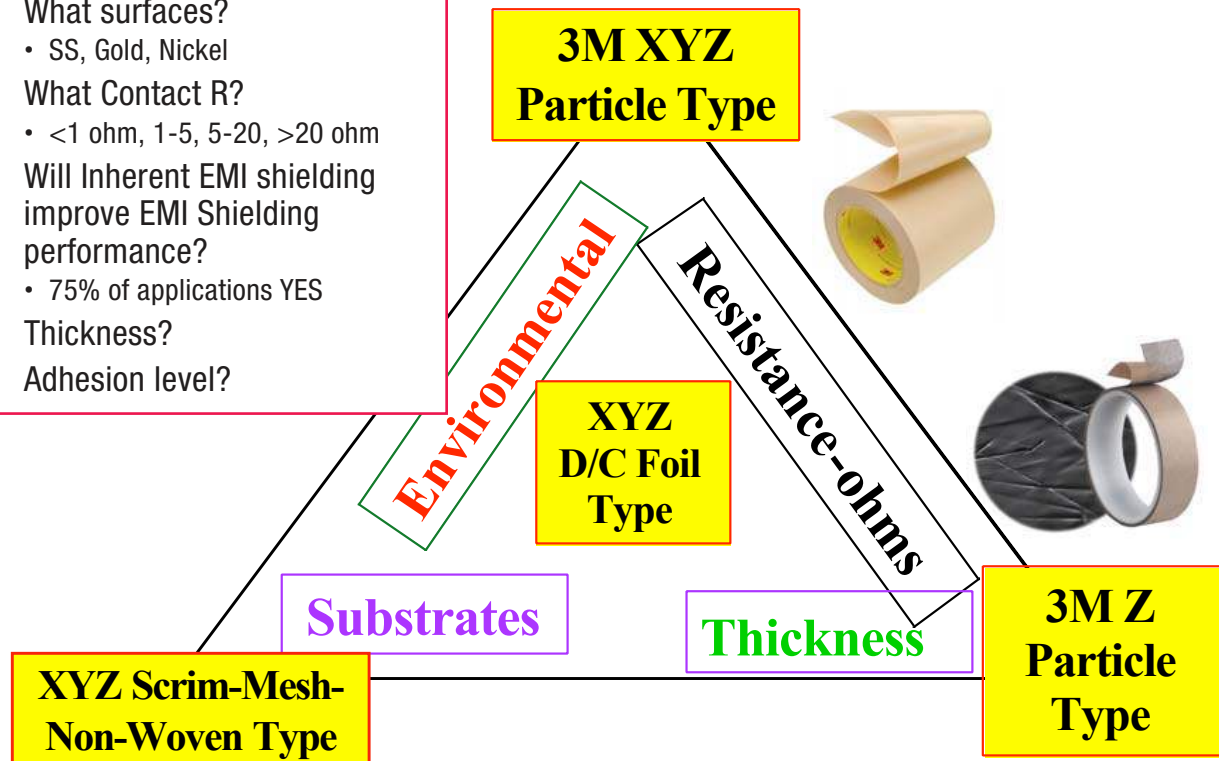 What surfaces?
• SS, Gold, Nickel
What Contact R?
• <1 ohm, 1-5, 5-20, >20 ohm
Will Inherent EMI shielding
improve EMI Shielding
performance?
• 75% of applications YES
Thickness?
Adhesion level?
3M XYZ
Particle Type
Environmental
Resistance-ohms
XYZ
D/C Foil
Type
Substrates
Thickness
XYZ Scrim-Mesh-
Non-Woven Type
3M Z
Particle
Type
3M